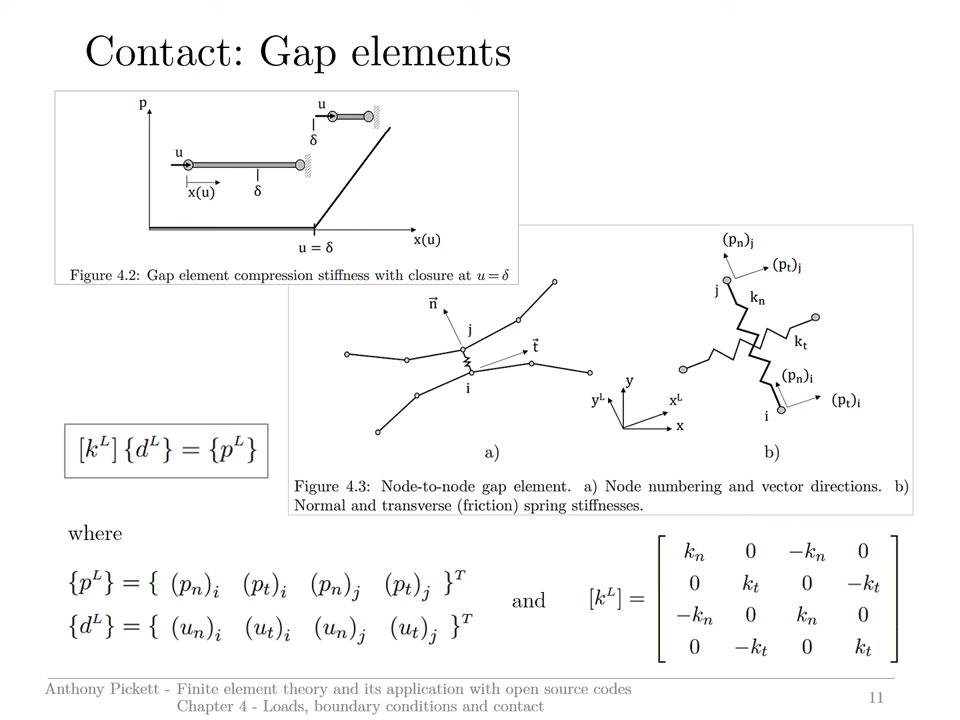 Contact: Gap elements
p
u
δ
u
x(u)
δ
u = δ
x(u)
Figure 4.2: Gap element compression stiffness with closure at u = δ
n⃗
j
t⃗
i
y
yᴸ
xᴸ
x
a)
(pₙ)ⱼ
(pₜ)ⱼ
j
kₙ
kₜ
(pₙ)ᵢ
(pₜ)ᵢ
i
b)
Figure 4.3: Node-to-node gap element. a) Node numbering and vector directions. b)
Normal and transverse (friction) spring stiffnesses.
[kᴸ] {dᴸ} = {pᴸ}
where
{pᴸ} = { (pₙ)ᵢ (pₜ)ᵢ (pₙ)ⱼ (pₜ)ⱼ }ᵀ
{dᴸ} = { (uₙ)ᵢ (uₜ)ᵢ (uₙ)ⱼ (uₜ)ⱼ }ᵀ
and
[kᴸ] =
kₙ 0 −kₙ 0
0 kₜ 0 −kₜ
−kₙ 0 kₙ 0
0 −kₜ 0 kₜ
Anthony Pickett - Finite element theory and its application with open source codes
Chapter 4 - Loads, boundary conditions and contact
11